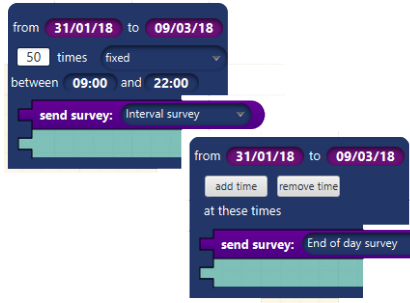 from 31/01/18 to 09/03/18
50 times fixed
between 09:00 and 22:00
send survey: Interval survey
from 31/01/18 to 09/03/18
add time remove time
at these times
send survey: End of day survey